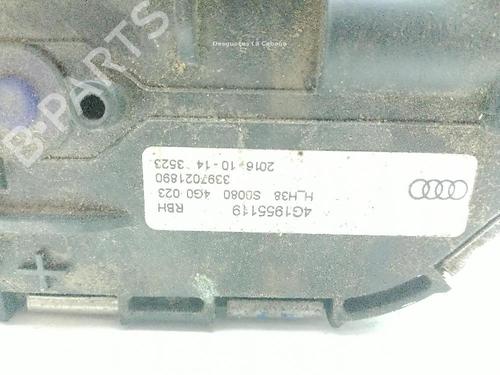 Desguaces La Cabaña
4G1955119 RBH
H_H38 S0080 4G0 023
3397021890
2016-10-14 3523
B-PARTS